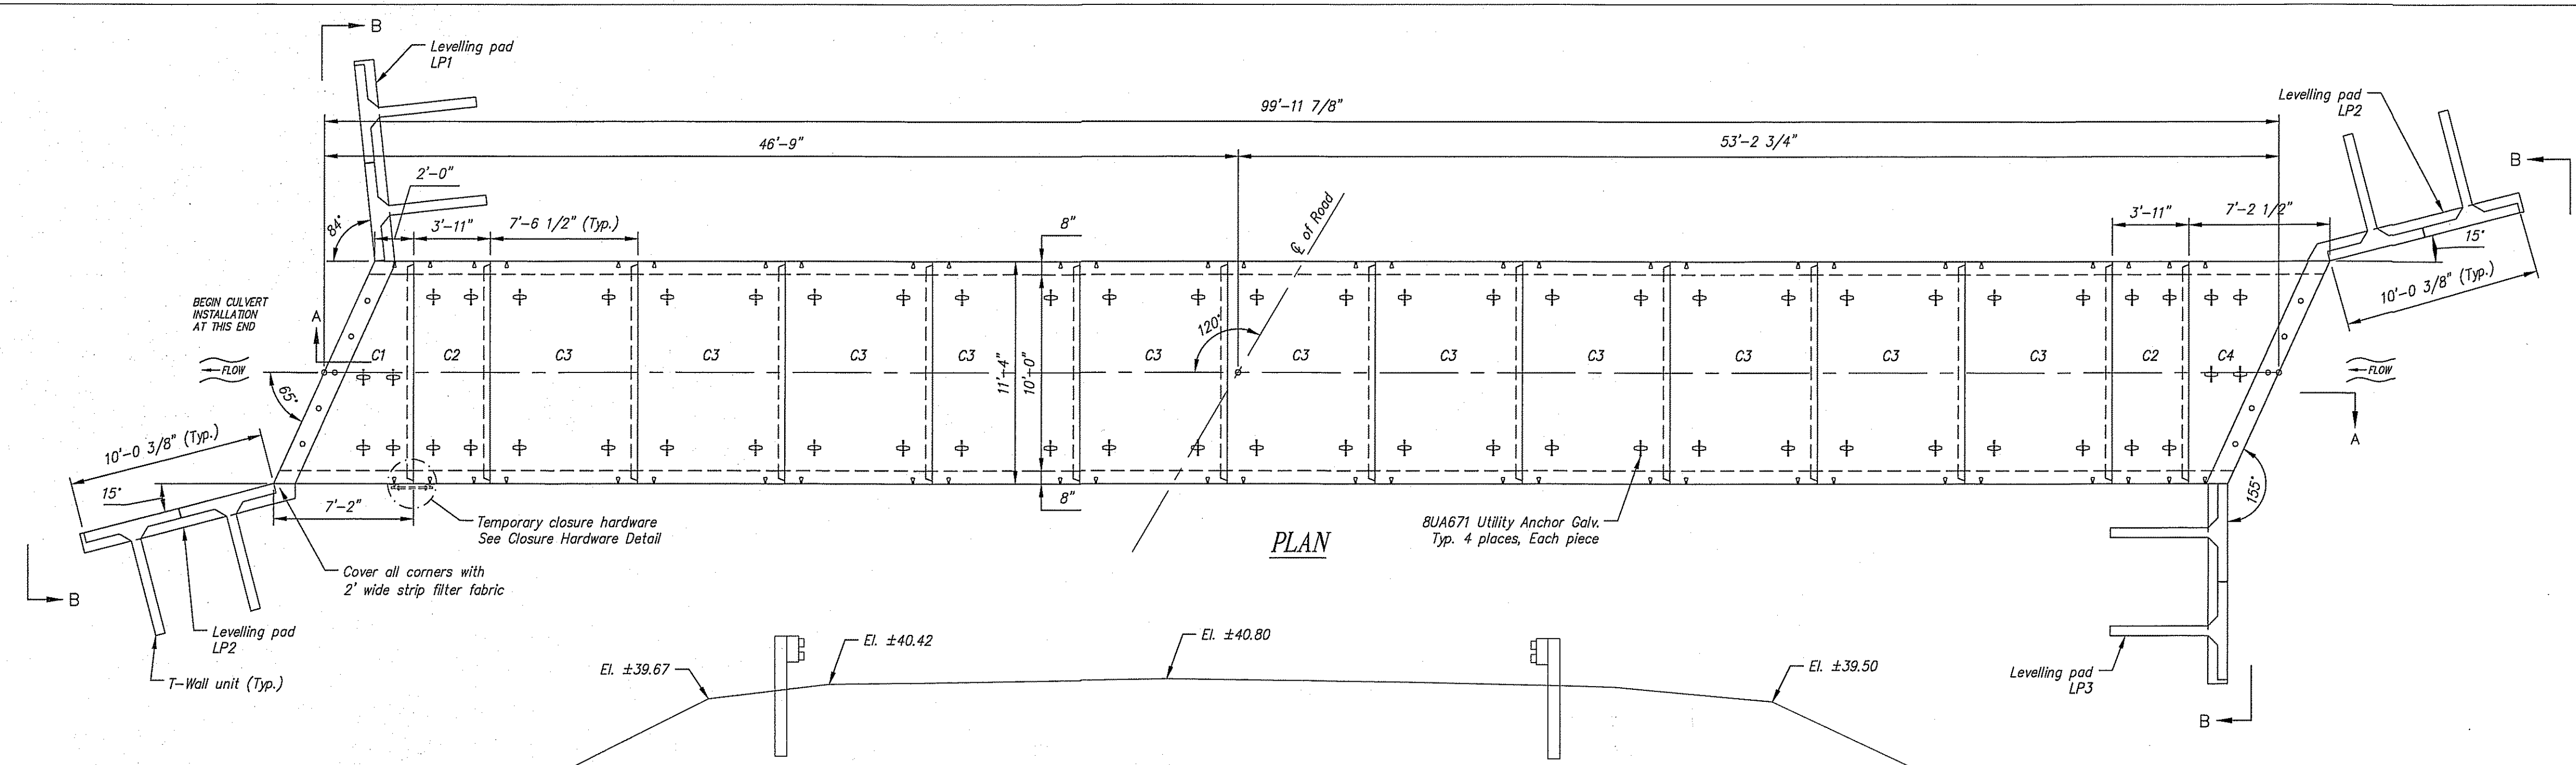 B
Levelling pad
LP1
99'-11 7/8"
Levelling pad
LP2
46'-9"
53'-2 3/4"
B
2'-0"
84°
3'-11"
7'-6 1/2" (Typ.)
8"
℄ of Road
3'-11"
7'-2 1/2"
15°
10'-0 3/8" (Typ.)
BEGIN CULVERT
INSTALLATION
AT THIS END
A
120°
C1
C2
C3
C3
C3
C3
C3
C3
C3
C3
C3
C3
C3
C2
C4
11'-4"
10'-0"
FLOW
FLOW
65°
A
10'-0 3/8" (Typ.)
15°
7'-2"
8"
155°
Temporary closure hardware
See Closure Hardware Detail
8UA671 Utility Anchor Galv.
Typ. 4 places, Each piece
PLAN
Cover all corners with
2' wide strip filter fabric
B
Levelling pad
LP2
T-Wall unit (Typ.)
El. ±39.67
El. ±40.42
El. ±40.80
El. ±39.50
Levelling pad
LP3
B